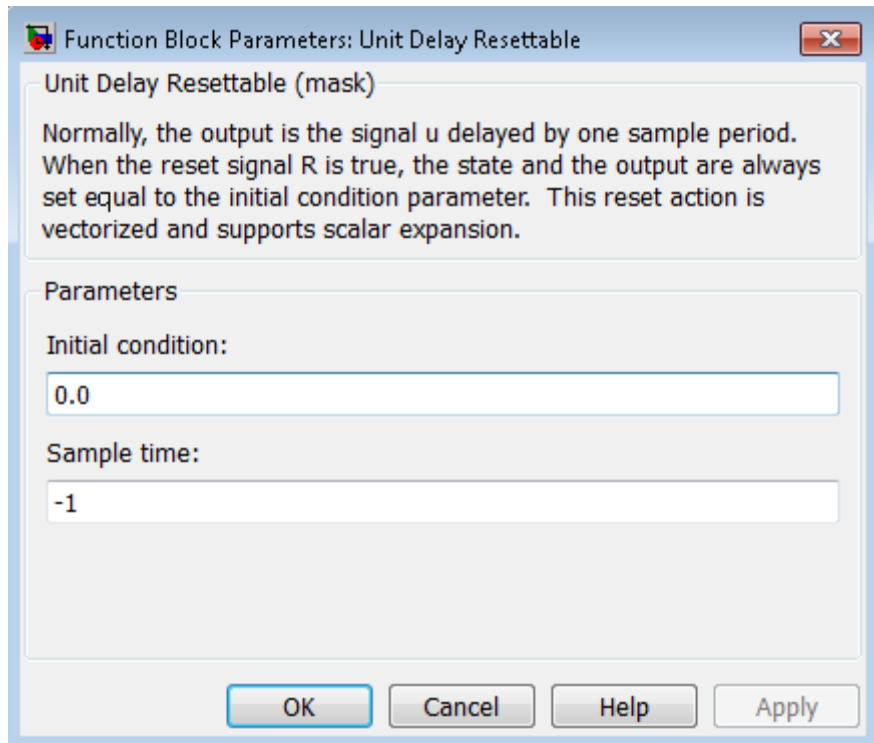 Function Block Parameters: Unit Delay Resettable
Unit Delay Resettable (mask)
Normally, the output is the signal u delayed by one sample period.
When the reset signal R is true, the state and the output are always
set equal to the initial condition parameter.  This reset action is
vectorized and supports scalar expansion.
Parameters
Initial condition:
0.0
Sample time:
-1
OK Cancel Help Apply